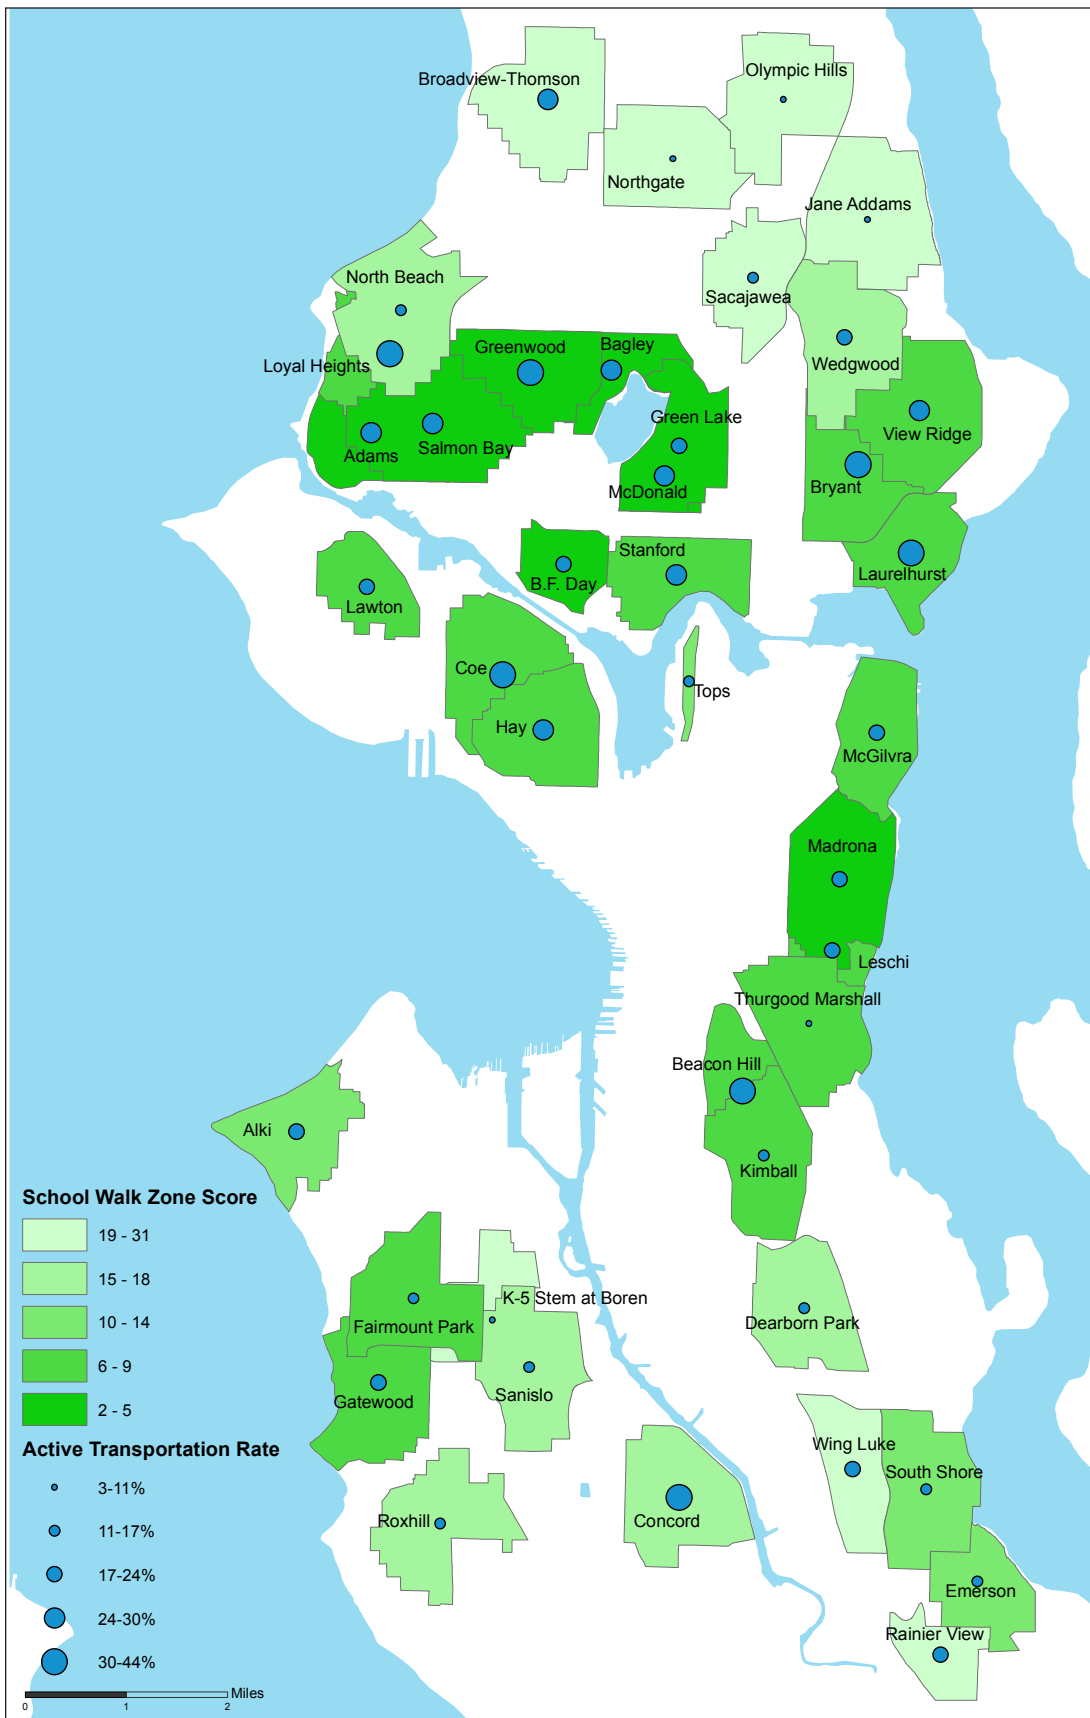 Broadview-Thomson
Olympic Hills
Northgate
Jane Addams
North Beach
Sacajawea
Loyal Heights
Greenwood
Bagley
Wedgwood
Green Lake
View Ridge
Adams
Salmon Bay
McDonald
Bryant
Stanford
B.F. Day
Laurelhurst
Lawton
Coe
Tops
Hay
McGilvra
Madrona
Leschi
Thurgood Marshall
Beacon Hill
Alki
Kimball
School Walk Zone Score
19 - 31
15 - 18
10 - 14
6 - 9
2 - 5
K-5 Stem at Boren
Fairmount Park
Dearborn Park
Sanislo
Gatewood
Active Transportation Rate
3-11%
11-17%
17-24%
24-30%
30-44%
Wing Luke
South Shore
Roxhill
Concord
Emerson
Rainier View
Miles
0 1 2